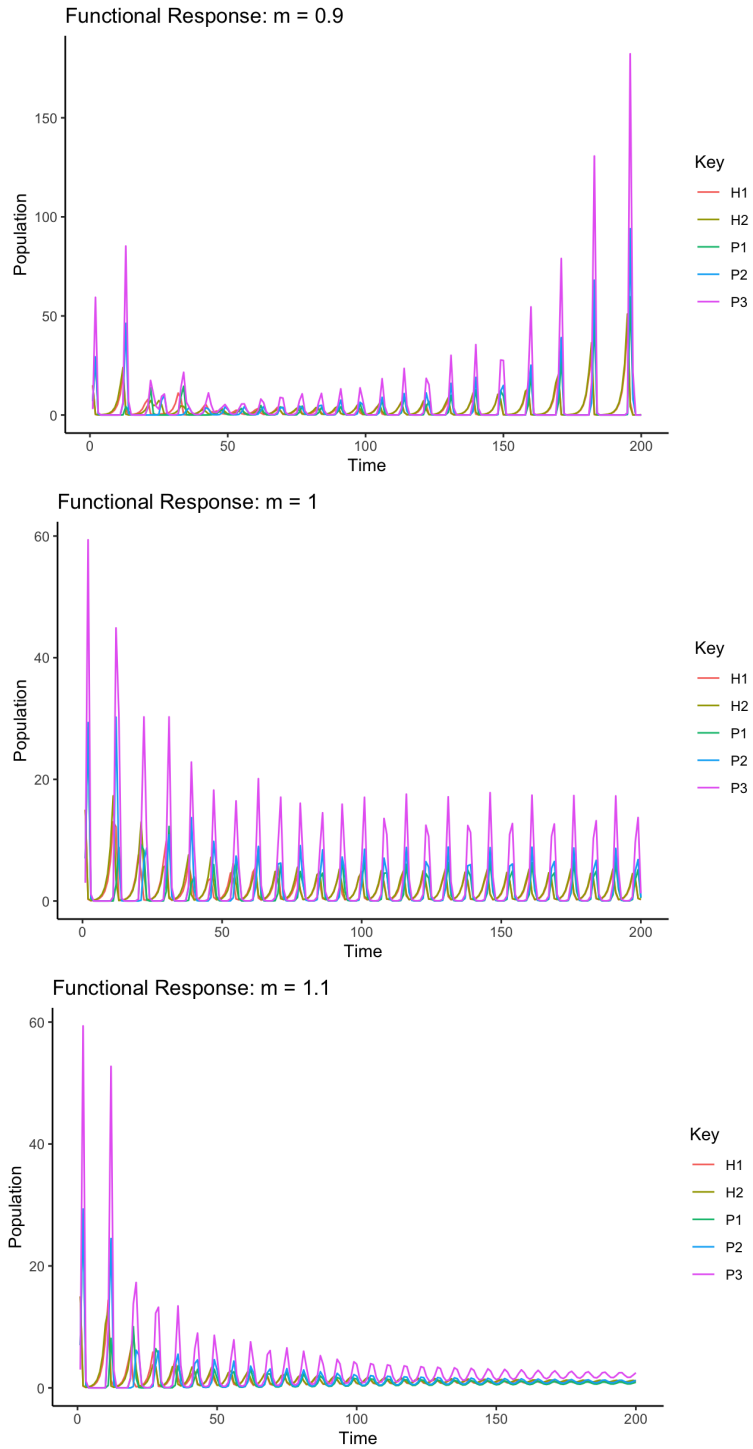 Functional Response: m = 0.9
150
100
50
0
Population
0 50 100 150 200
Time
Key
H1
H2
P1
P2
P3
Functional Response: m = 1
60
40
20
0
Population
0 50 100 150 200
Time
Key
H1
H2
P1
P2
P3
Functional Response: m = 1.1
60
40
20
0
Population
0 50 100 150 200
Time
Key
H1
H2
P1
P2
P3